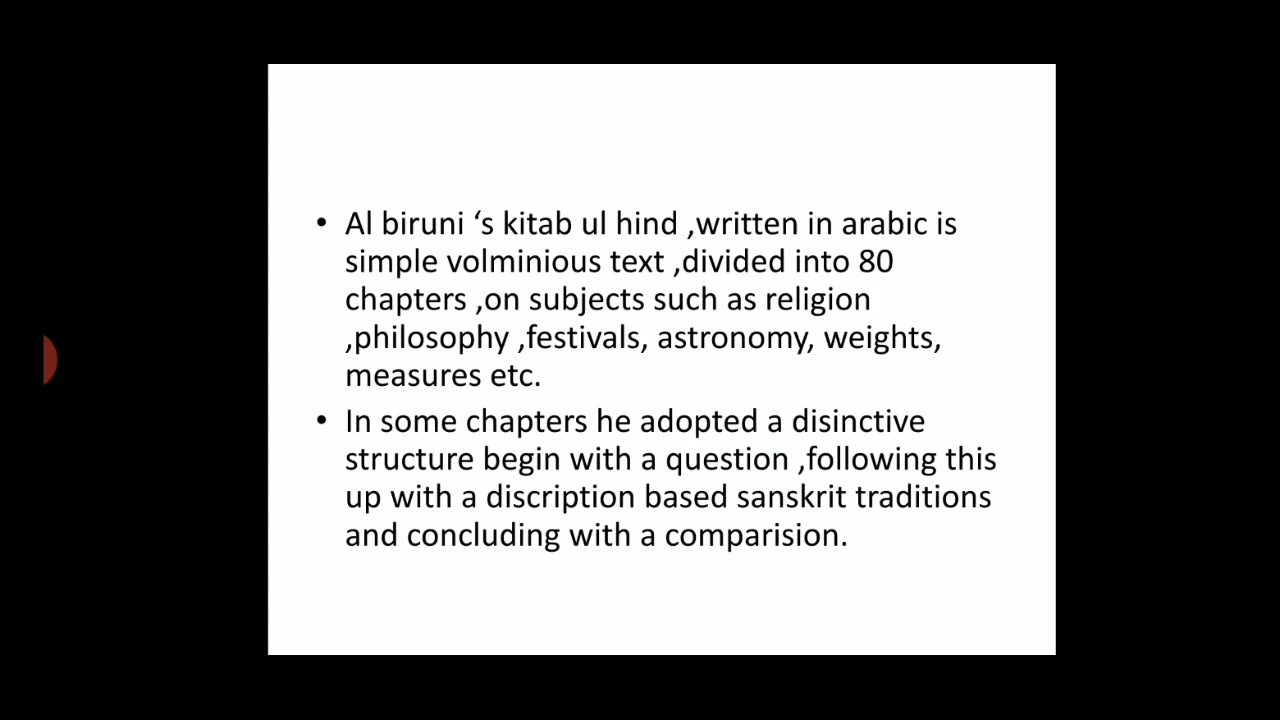 • Al biruni ‘s kitab ul hind ,written in arabic is
simple volminious text ,divided into 80
chapters ,on subjects such as religion
,philosophy ,festivals, astronomy, weights,
measures etc.
• In some chapters he adopted a disinctive
structure begin with a question ,following this
up with a discription based sanskrit traditions
and concluding with a comparision.